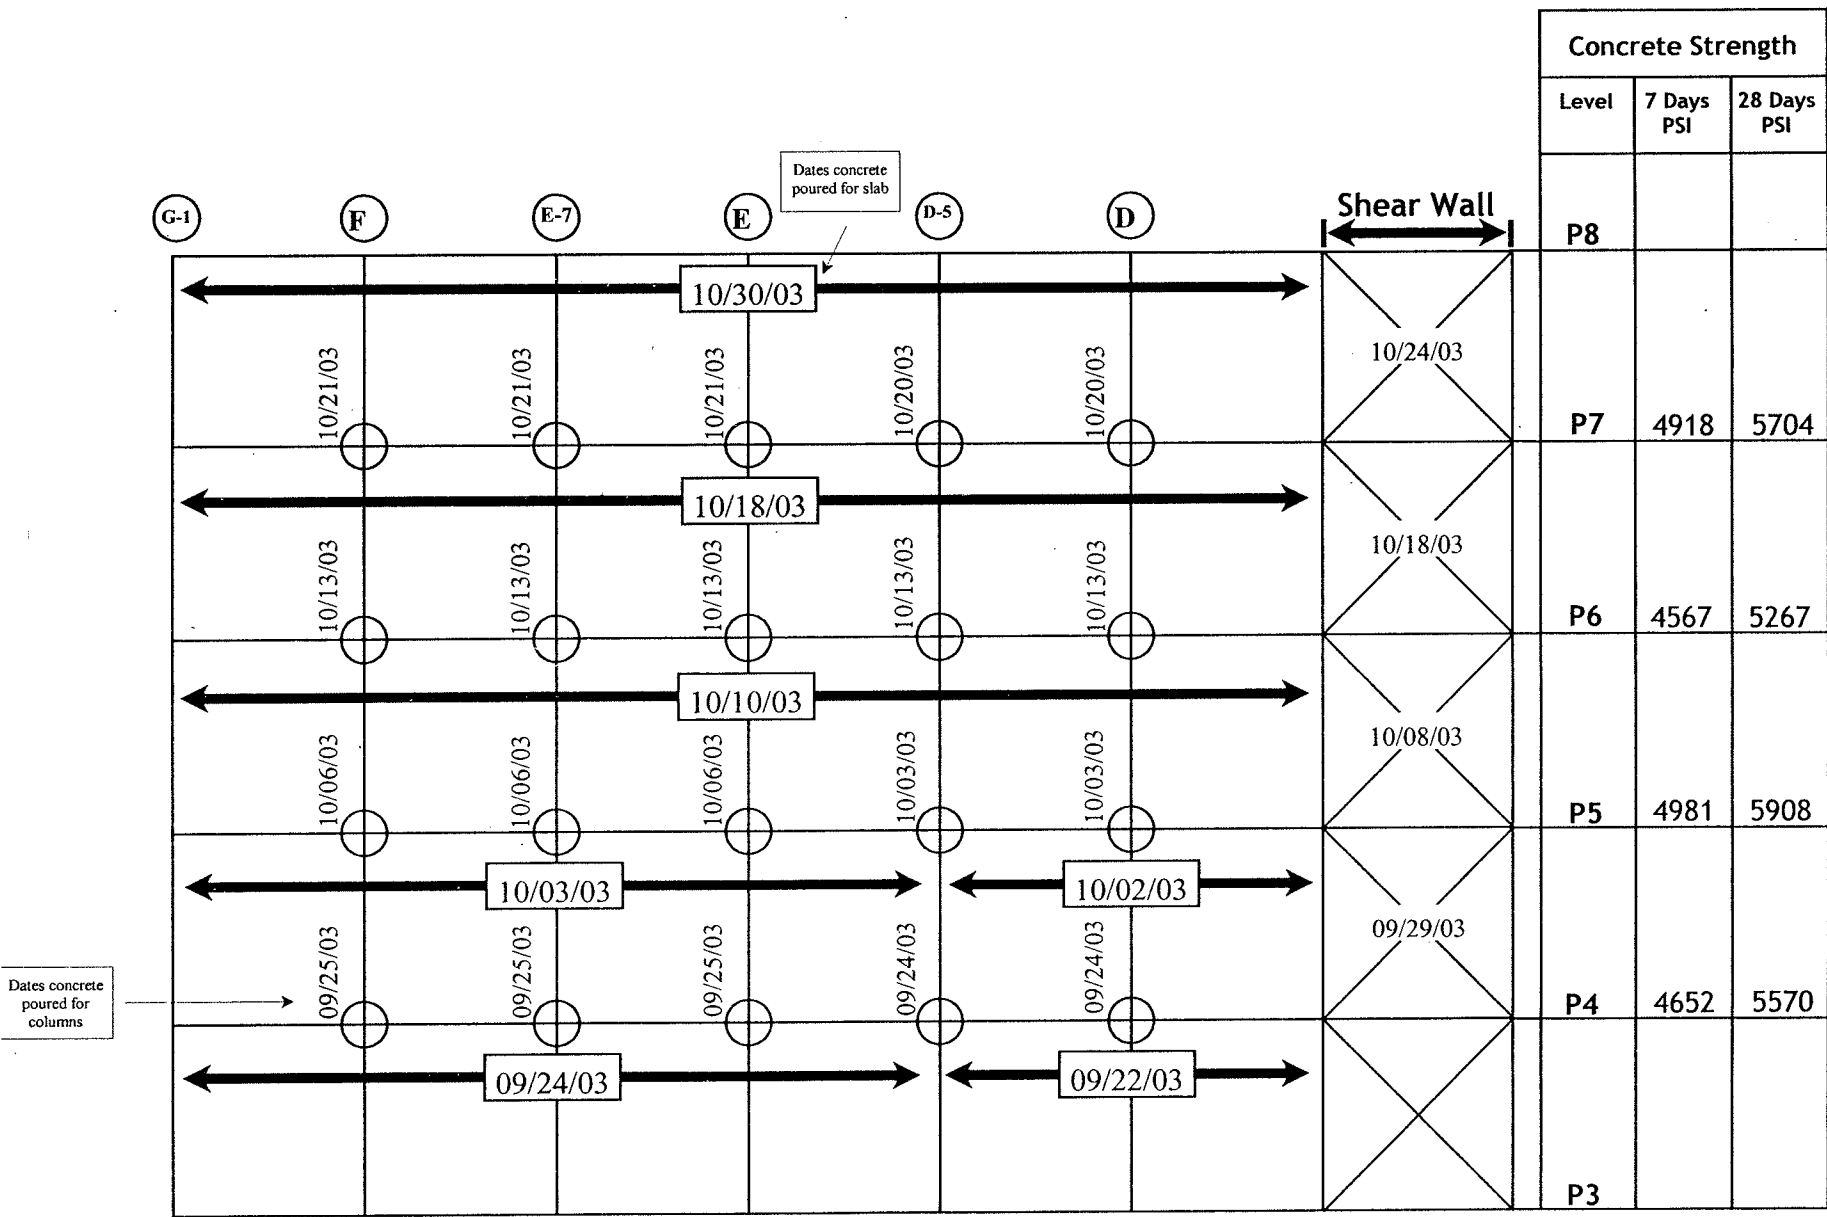 Concrete Strength
Level 7 Days PSI 28 Days PSI
Dates concrete
poured for slab
G-1 F E-7 E D-5 D
Shear Wall
P8
10/30/03
10/24/03
10/21/03 10/21/03 10/21/03 10/20/03 10/20/03
P7 4918 5704
10/18/03
10/18/03
10/13/03 10/13/03 10/13/03 10/13/03 10/13/03
P6 4567 5267
10/10/03
10/08/03
10/06/03 10/06/03 10/06/03 10/03/03 10/03/03
P5 4981 5908
10/03/03 10/02/03
09/29/03
09/25/03 09/25/03 09/25/03 09/24/03 09/24/03
Dates concrete
poured for
columns
P4 4652 5570
09/24/03 09/22/03
P3